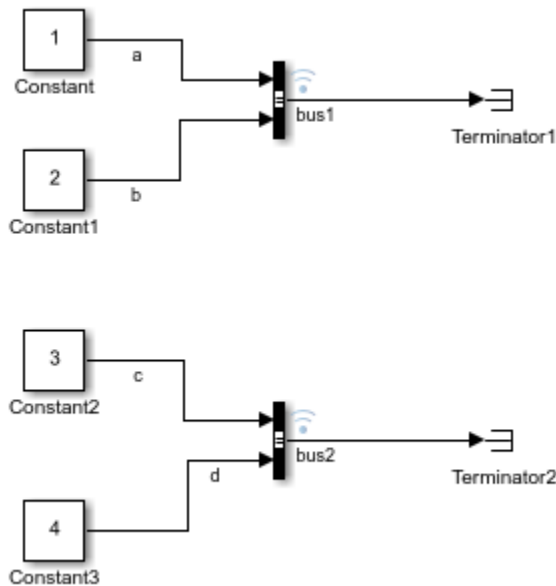 1
a
Constant
bus1
Terminator1
2
b
Constant1
3
c
Constant2
bus2
d
Terminator2
4
Constant3